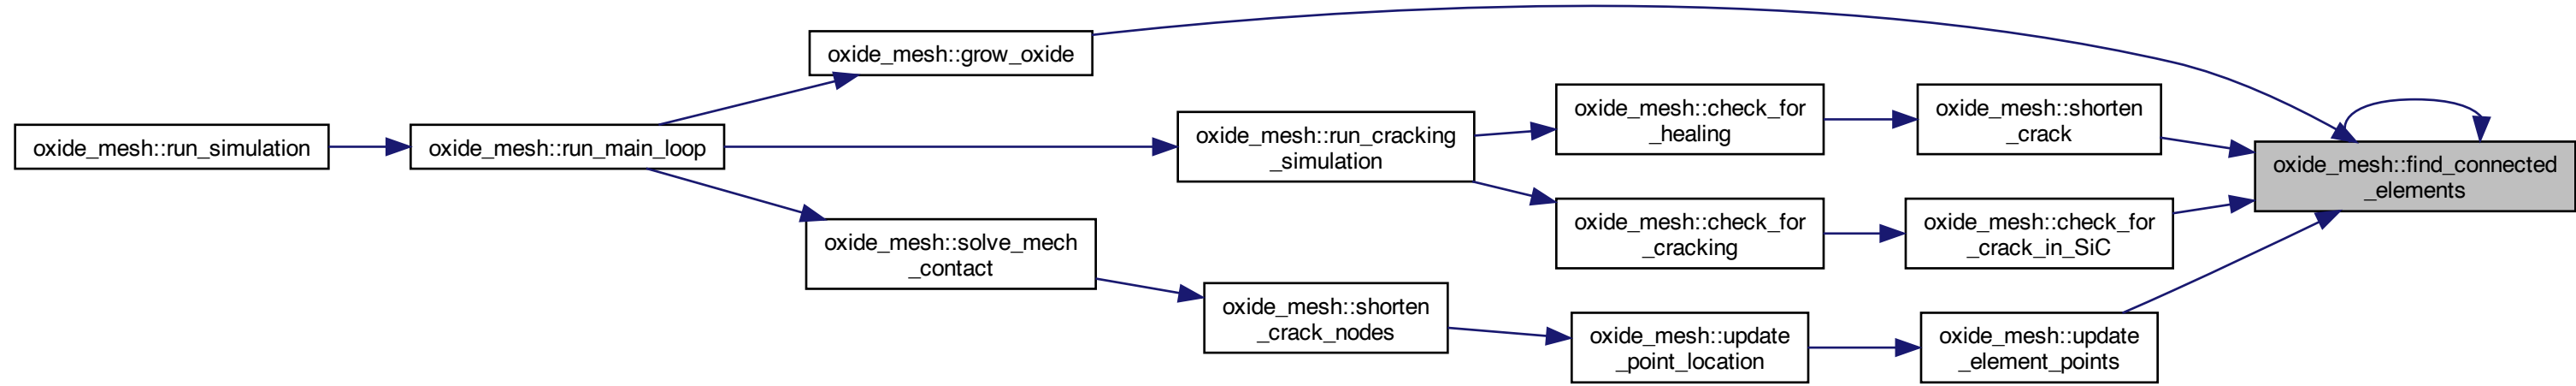 oxide_mesh::run_simulation
oxide_mesh::run_main_loop
oxide_mesh::grow_oxide
oxide_mesh::solve_mech
_contact
oxide_mesh::run_cracking
_simulation
oxide_mesh::shorten
_crack_nodes
oxide_mesh::check_for
_healing
oxide_mesh::check_for
_cracking
oxide_mesh::update
_point_location
oxide_mesh::shorten
_crack
oxide_mesh::check_for
_crack_in_SiC
oxide_mesh::update
_element_points
oxide_mesh::find_connected
_elements